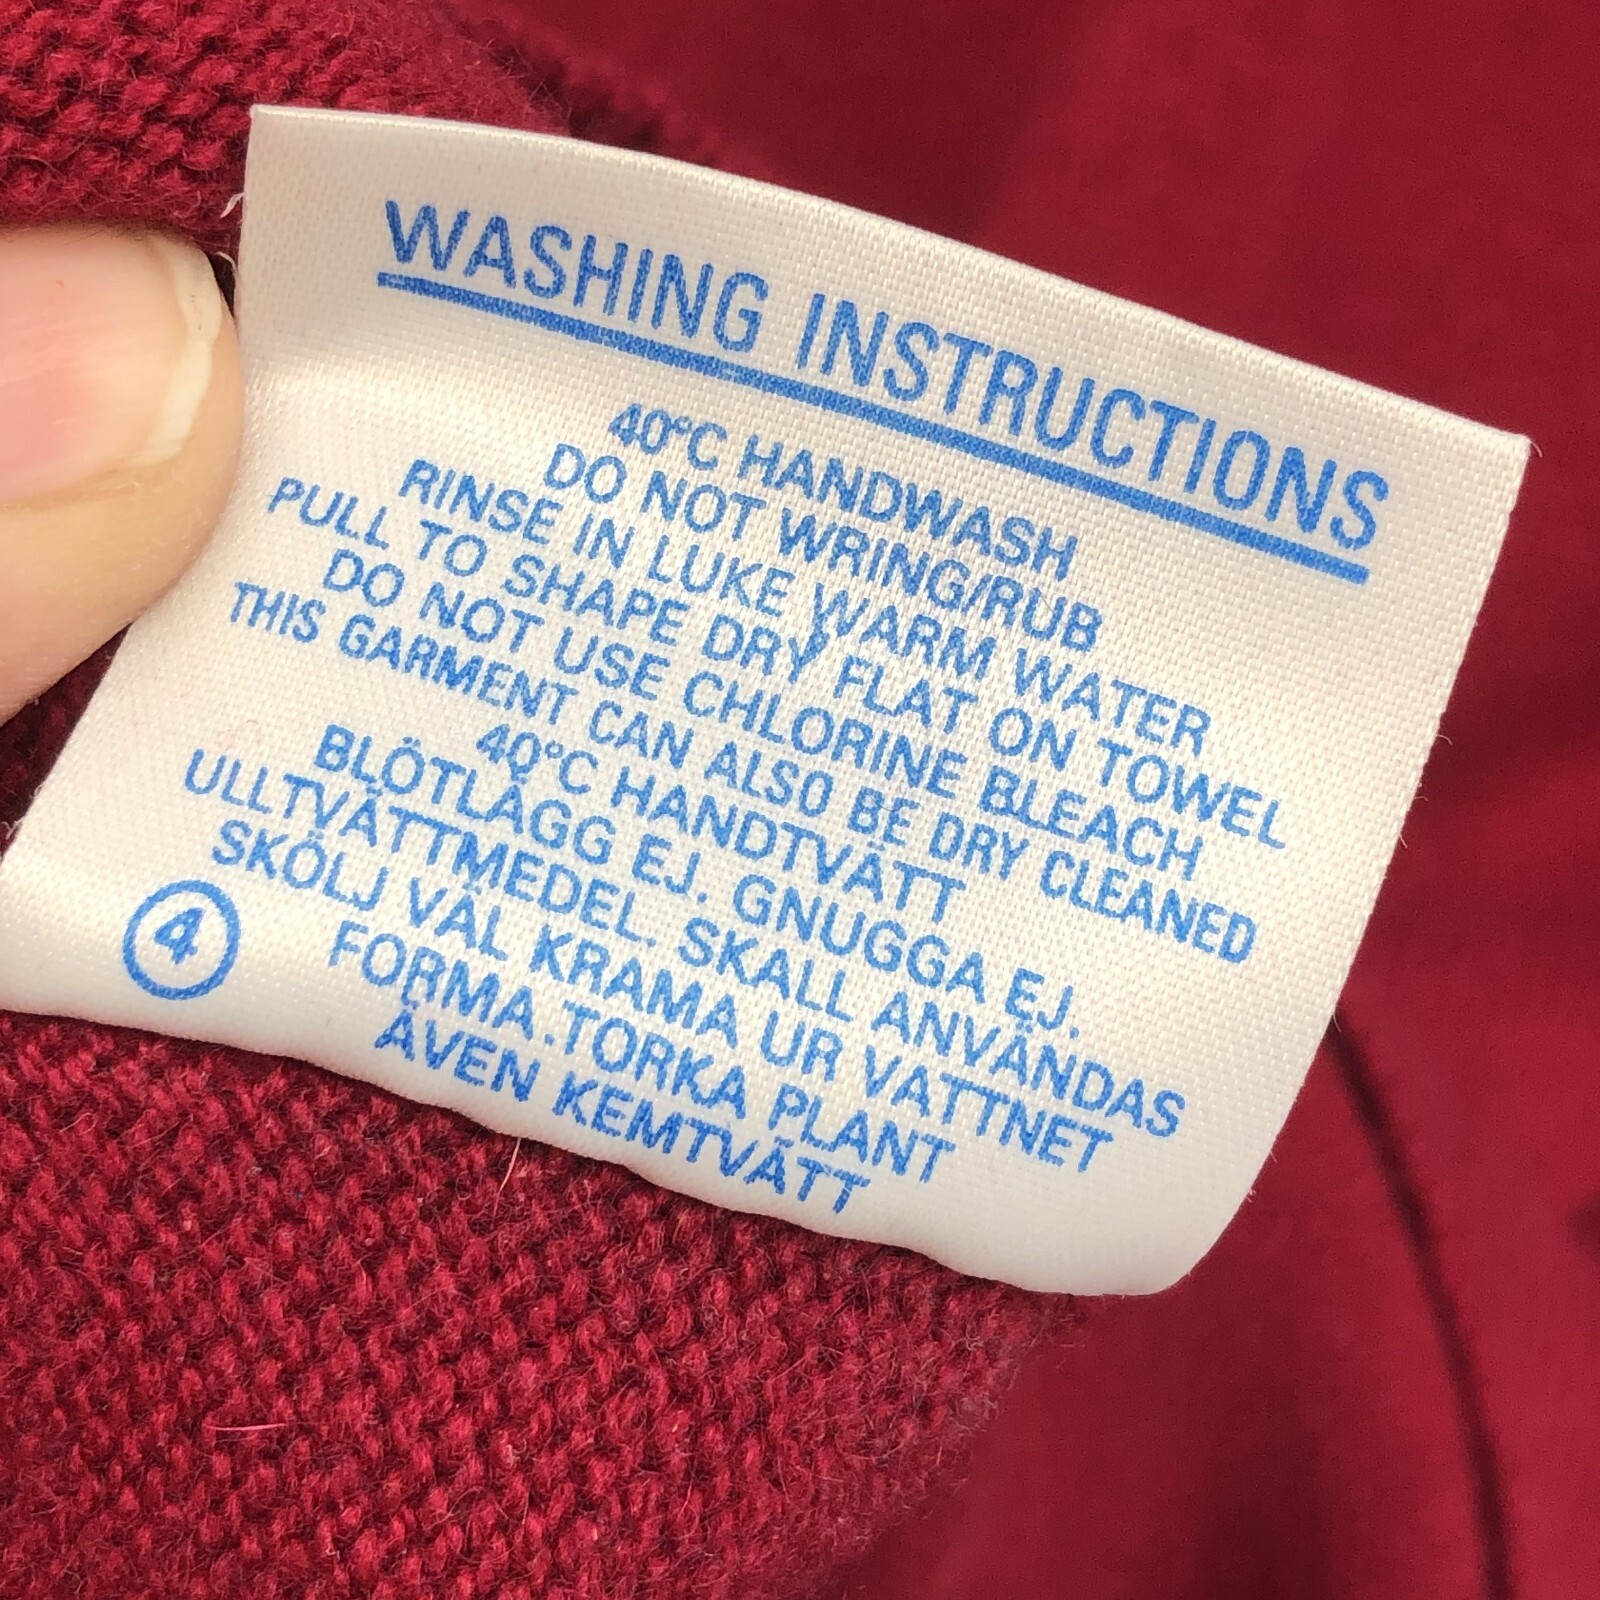 WASHING INSTRUCTIONS
40°C HANDWASH
DO NOT WRING/RUB
RINSE IN LUKE WARM WATER
PULL TO SHAPE DRY FLAT ON TOWEL
DO NOT USE CHLORINE BLEACH
THIS GARMENT CAN ALSO BE DRY CLEANED
40°C HANDTVÄTT
BLÖTLÄGG EJ. GNUGGA EJ.
ULLTVÄTTMEDEL. SKALL ANVÄNDAS
SKÖLJ VÄL KRAMA UR VATTNET
FORMA.TORKA PLANT
ÄVEN KEMTVÄTT
4